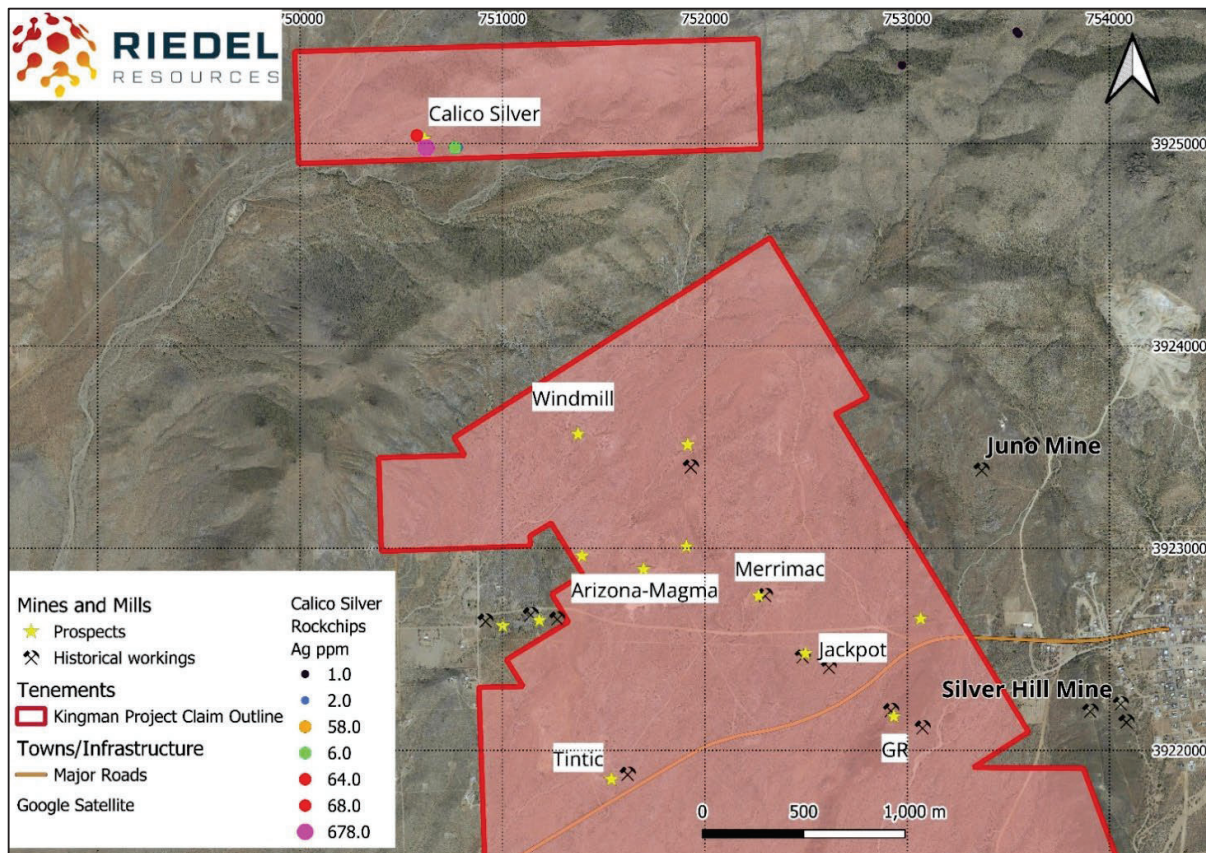 750000 751000 752000 753000 754000
RIEDEL
RESOURCES
Calico Silver
3925000
3924000
Windmill
Juno Mine
3923000
Merrimac
Arizona-Magma
Jackpot
Silver Hill Mine
GR
3922000
Tintic
0 500 1,000 m
Mines and Mills
Prospects
Historical workings
Tenements
Kingman Project Claim Outline
Towns/Infrastructure
Major Roads
Google Satellite
Calico Silver
Rockchips
Ag ppm
1.0
2.0
58.0
6.0
64.0
68.0
678.0